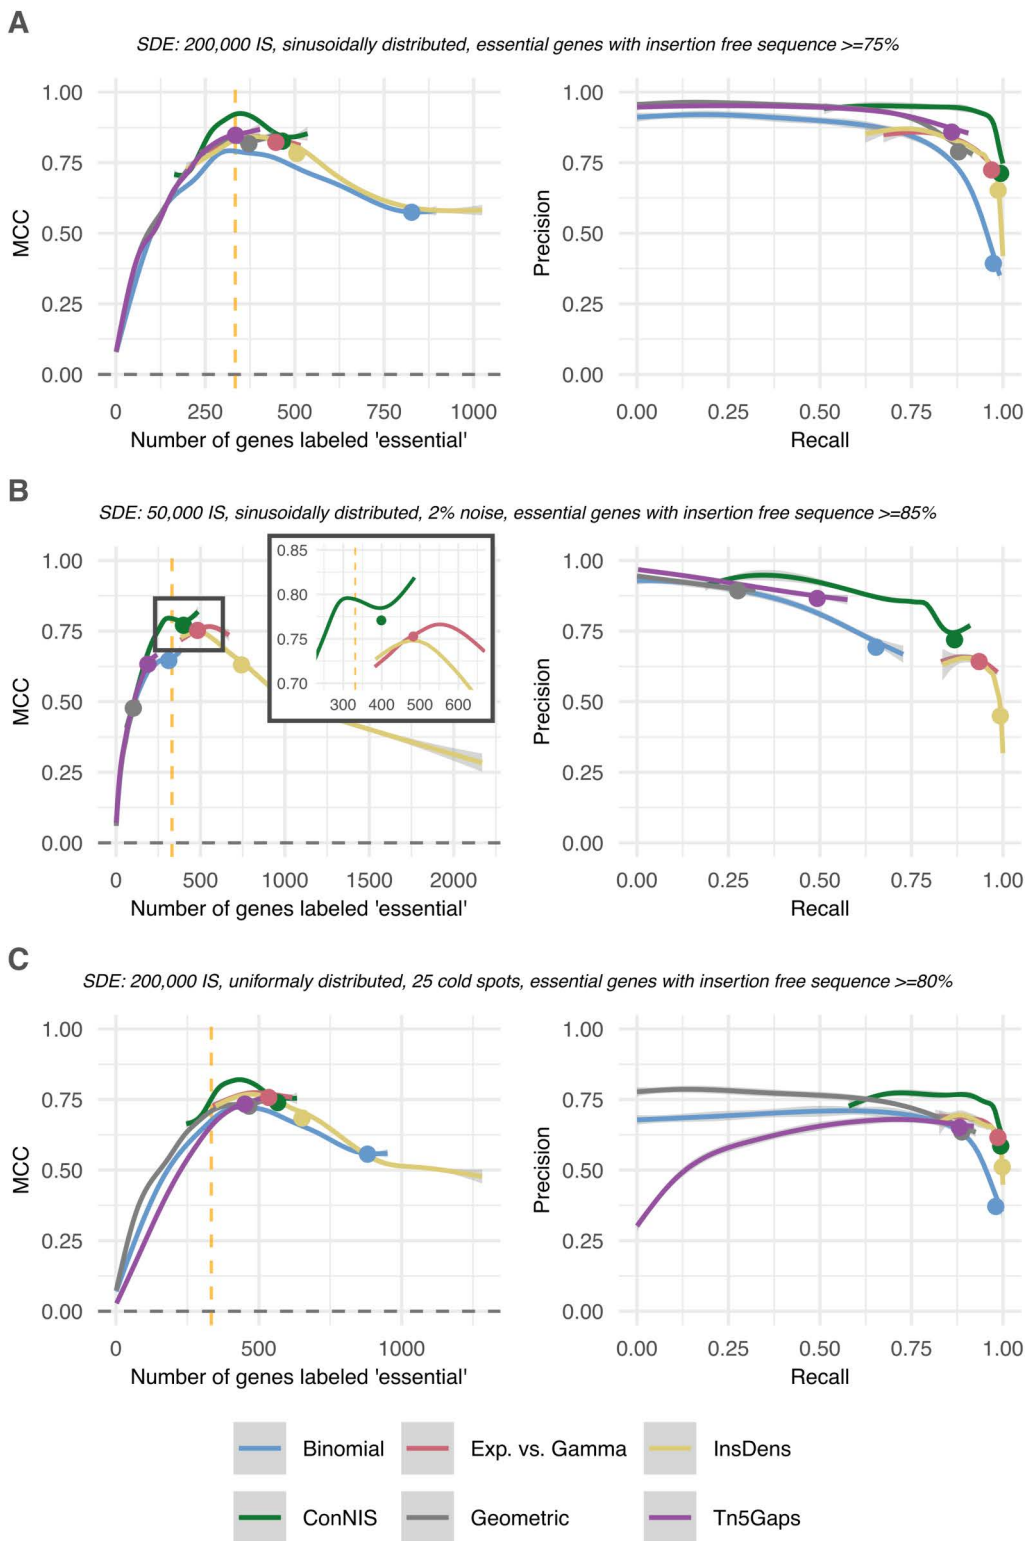 A
SDE: 200,000 IS, sinusoidally distributed, essential genes with insertion free sequence >=75%
1.00
0.75
0.50
0.25
0.00
MCC
0
250
500
750
1000
Number of genes labeled 'essential'
1.00
0.75
0.50
0.25
0.00
Precision
0.00
0.25
0.50
0.75
1.00
Recall
B
SDE: 50,000 IS, sinusoidally distributed, 2% noise, essential genes with insertion free sequence >=85%
1.00
0.75
0.50
0.25
0.00
MCC
0.85
0.80
0.75
0.70
300
400
500
600
0
500
1000
1500
2000
Number of genes labeled 'essential'
1.00
0.75
0.50
0.25
0.00
Precision
0.00
0.25
0.50
0.75
1.00
Recall
C
SDE: 200,000 IS, uniformaly distributed, 25 cold spots, essential genes with insertion free sequence >=80%
1.00
0.75
0.50
0.25
0.00
MCC
0
500
1000
Number of genes labeled 'essential'
1.00
0.75
0.50
0.25
0.00
Precision
0.00
0.25
0.50
0.75
1.00
Recall
Binomial
Exp. vs. Gamma
InsDens
ConNIS
Geometric
Tn5Gaps